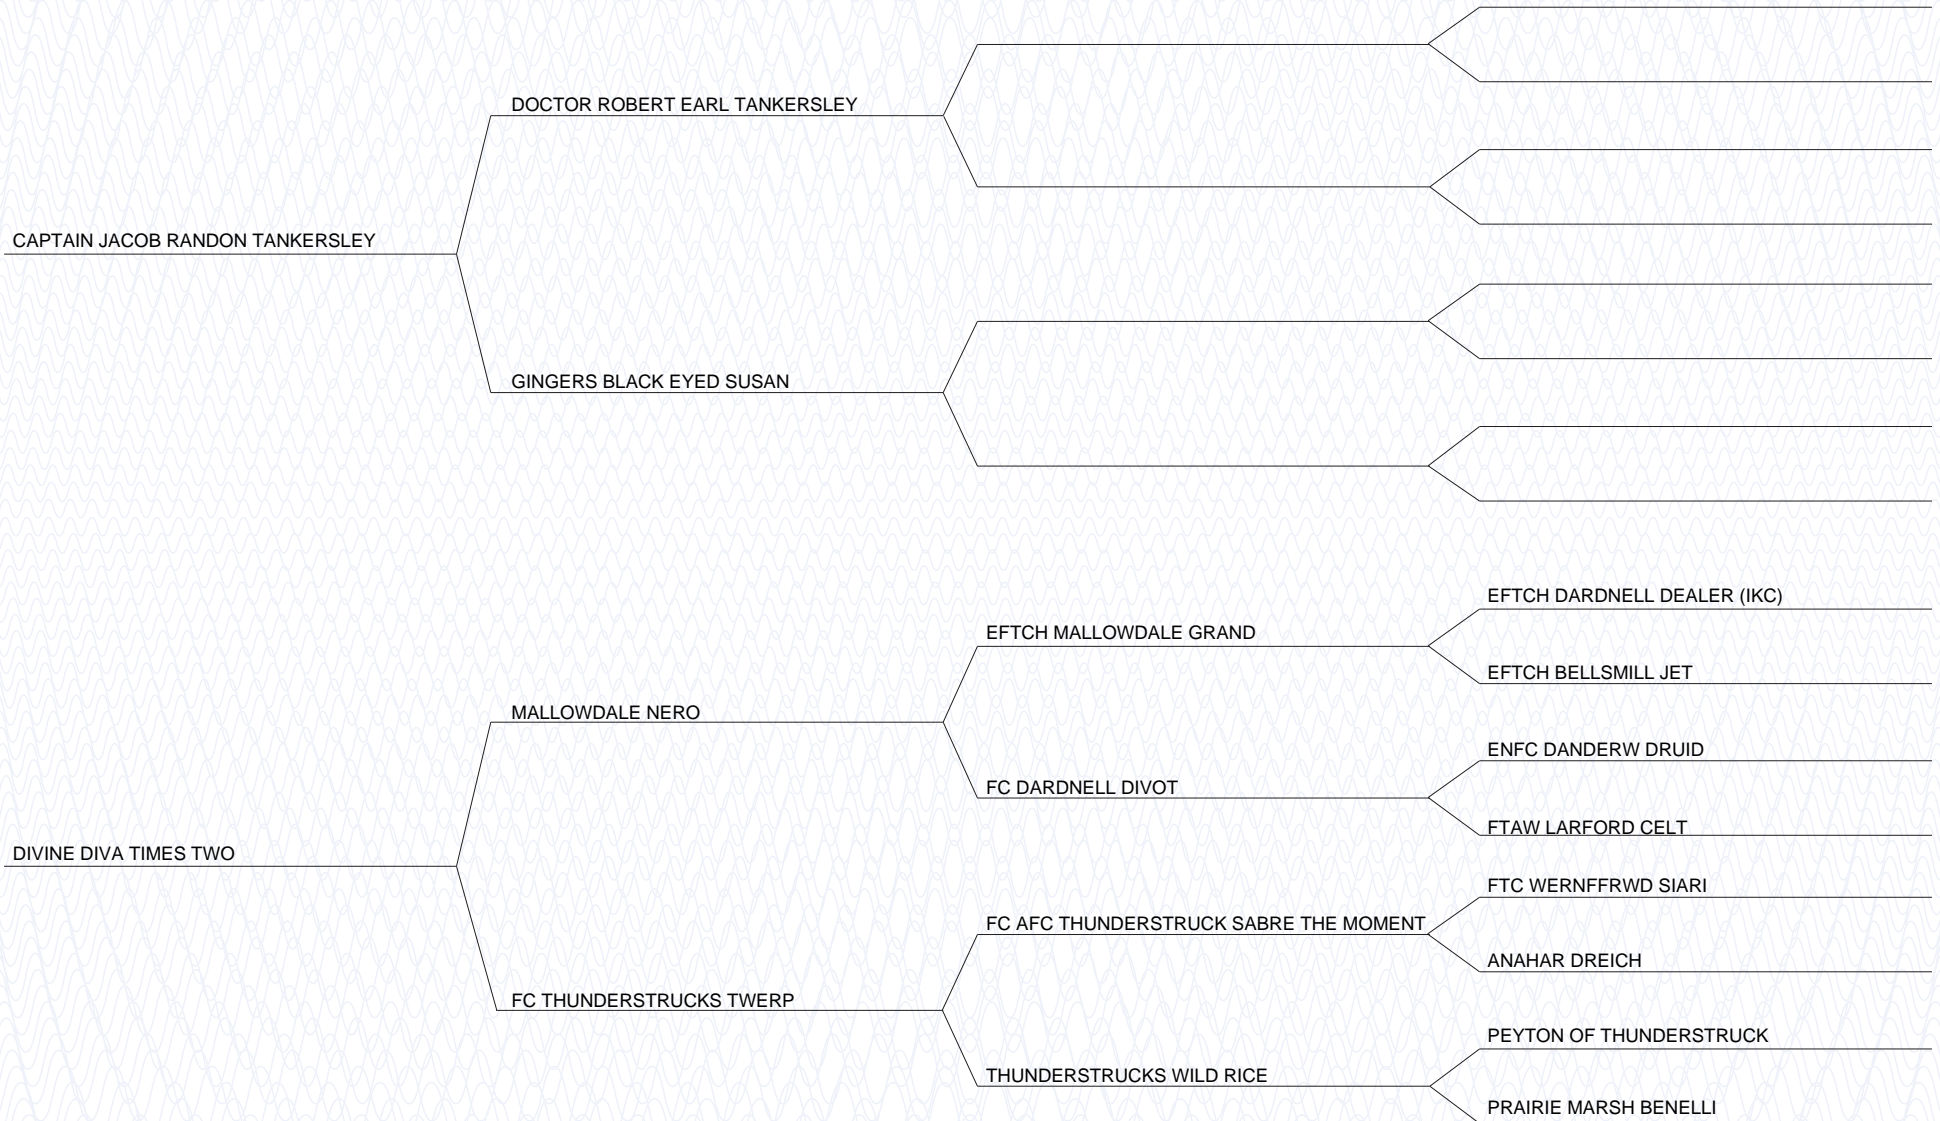 DOCTOR ROBERT EARL TANKERSLEY
CAPTAIN JACOB RANDON TANKERSLEY
GINGERS BLACK EYED SUSAN
EFTCH DARDNELL DEALER (IKC)
EFTCH MALLOWDALE GRAND
EFTCH BELLSMILL JET
MALLOWDALE NERO
ENFC DANDERW DRUID
FC DARDNELL DIVOT
FTAW LARFORD CELT
DIVINE DIVA TIMES TWO
FTC WERNFFRWD SIARI
FC AFC THUNDERSTRUCK SABRE THE MOMENT
ANAHAR DREICH
FC THUNDERSTRUCKS TWERP
PEYTON OF THUNDERSTRUCK
THUNDERSTRUCKS WILD RICE
PRAIRIE MARSH BENELLI